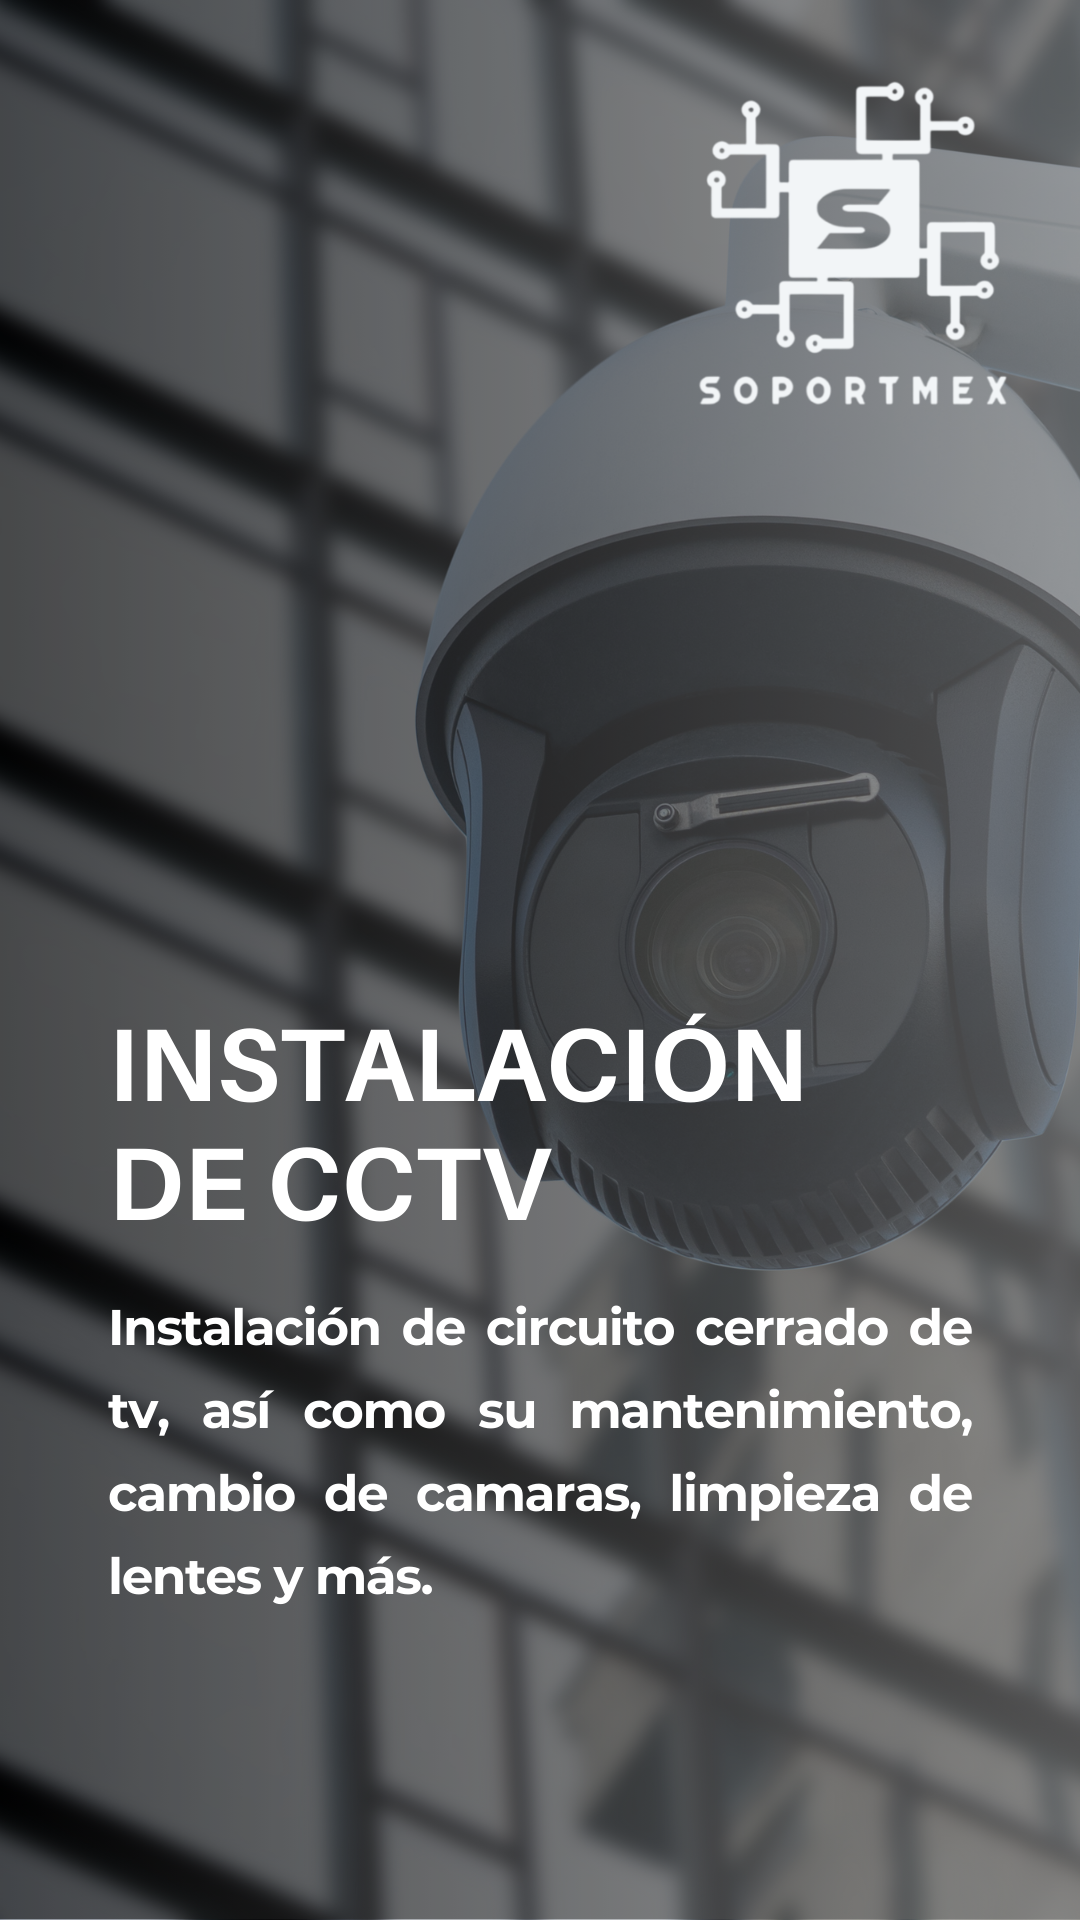 SOPORTMEX
INSTALACIÓN
DE CCTV
Instalación de circuito cerrado de
tv, así como su mantenimiento,
cambio de camaras, limpieza de
lentes y más.